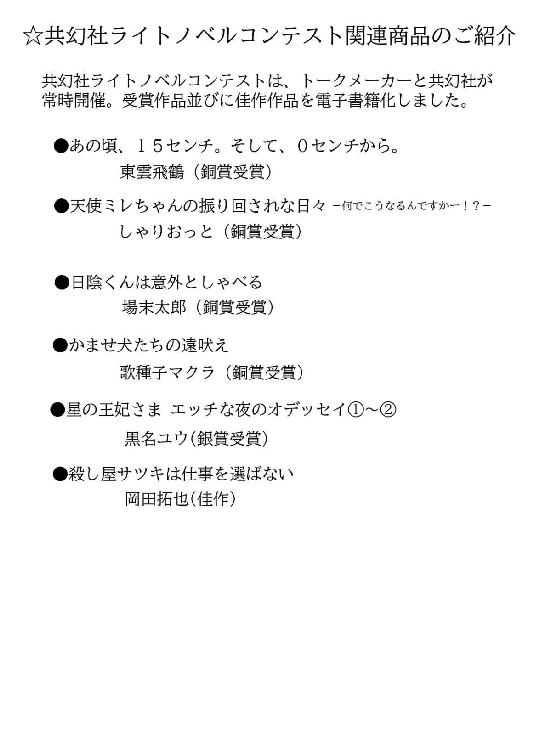 ☆共幻社ライトノベルコンテスト関連商品のご紹介
共幻社ライトノベルコンテストは、トークメーカーと共幻社が
常時開催。受賞作品並びに佳作作品を電子書籍化しました。
●あの頃、１５センチ。そして、０センチから。
東雲飛鶴（銅賞受賞）
●天使ミレちゃんの振り回されな日々 －何でこうなるんですかー！？－
しゃりおっと（銅賞受賞）
●日陰くんは意外としゃべる
場末太郎（銅賞受賞）
●かませ犬たちの遠吠え
歌種子マクラ（銅賞受賞）
●星の王妃さま エッチな夜のオデッセイ①～②
黒名ユウ(銀賞受賞)
●殺し屋サツキは仕事を選ばない
岡田拓也(佳作)